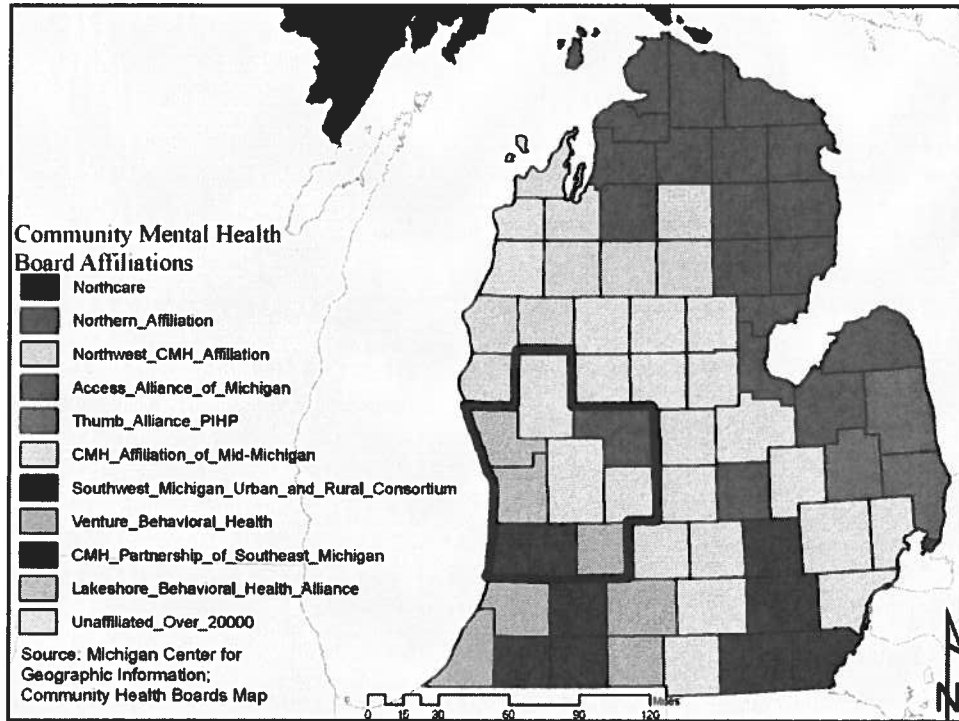 Community Mental Health
Board Affiliations
Northcare
Northern_Affiliation
Northwest_CMH_Affiliation
Access_Alliance_of_Michigan
Thumb_Alliance_PIHP
CMH_Affiliation_of_Mid-Michigan
Southwest_Michigan_Urban_and_Rural_Consortium
Venture_Behavioral_Health
CMH_Partnership_of_Southeast_Michigan
Lakeshore_Behavioral_Health_Alliance
Unaffiliated_Over_20000
Source: Michigan Center for
Geographic Information;
Community Health Boards Map
Miles
0 15 30 60 90 120
N